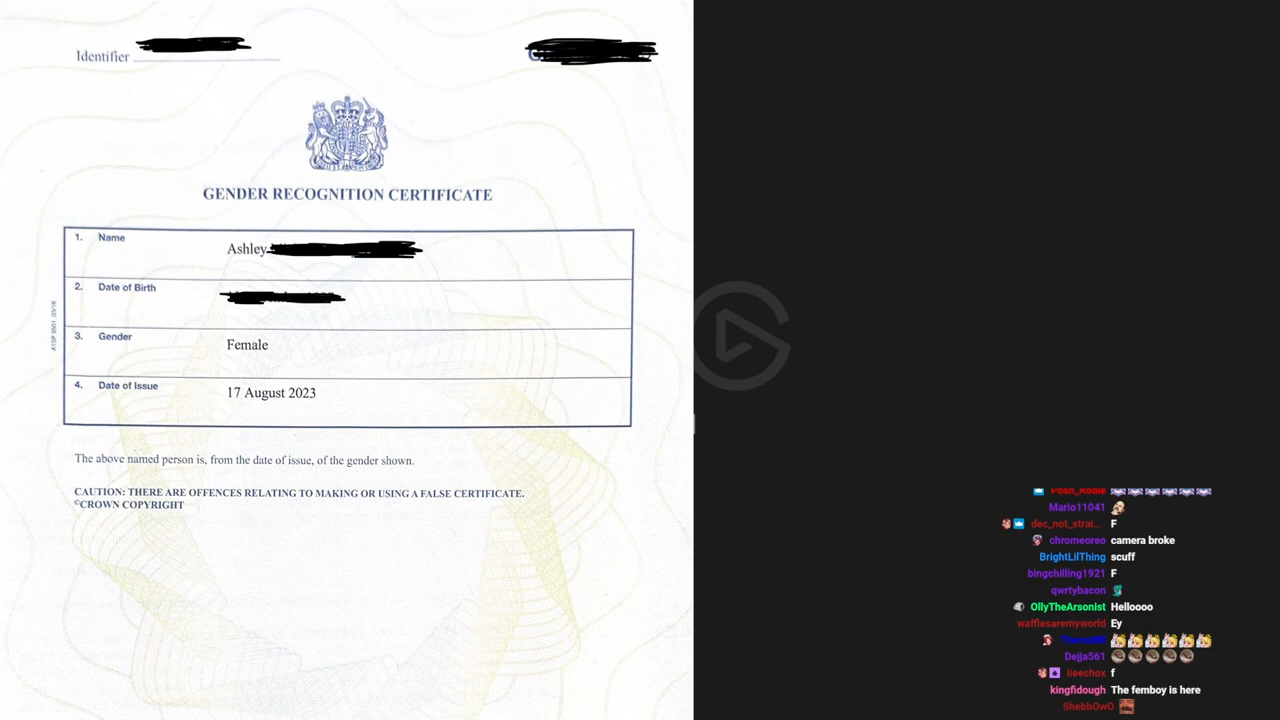 Identifier
GENDER RECOGNITION CERTIFICATE
1. Name Ashley
2. Date of Birth
3. Gender Female
4. Date of Issue 17 August 2023
The above named person is, from the date of issue, of the gender shown.
CAUTION: THERE ARE OFFENCES RELATING TO MAKING OR USING A FALSE CERTIFICATE.
©CROWN COPYRIGHT
Posh_Robin
Mario11041
dec_not_strai... F
chromeoreo camera broke
BrightLilThing scuff
bingchilling1921 F
qwrtybacon
OllyTheArsonist Helloooo
wafflesaremyworld Ey
Dejja561
lieechox f
kingfidough The femboy is here
ShebbOwO